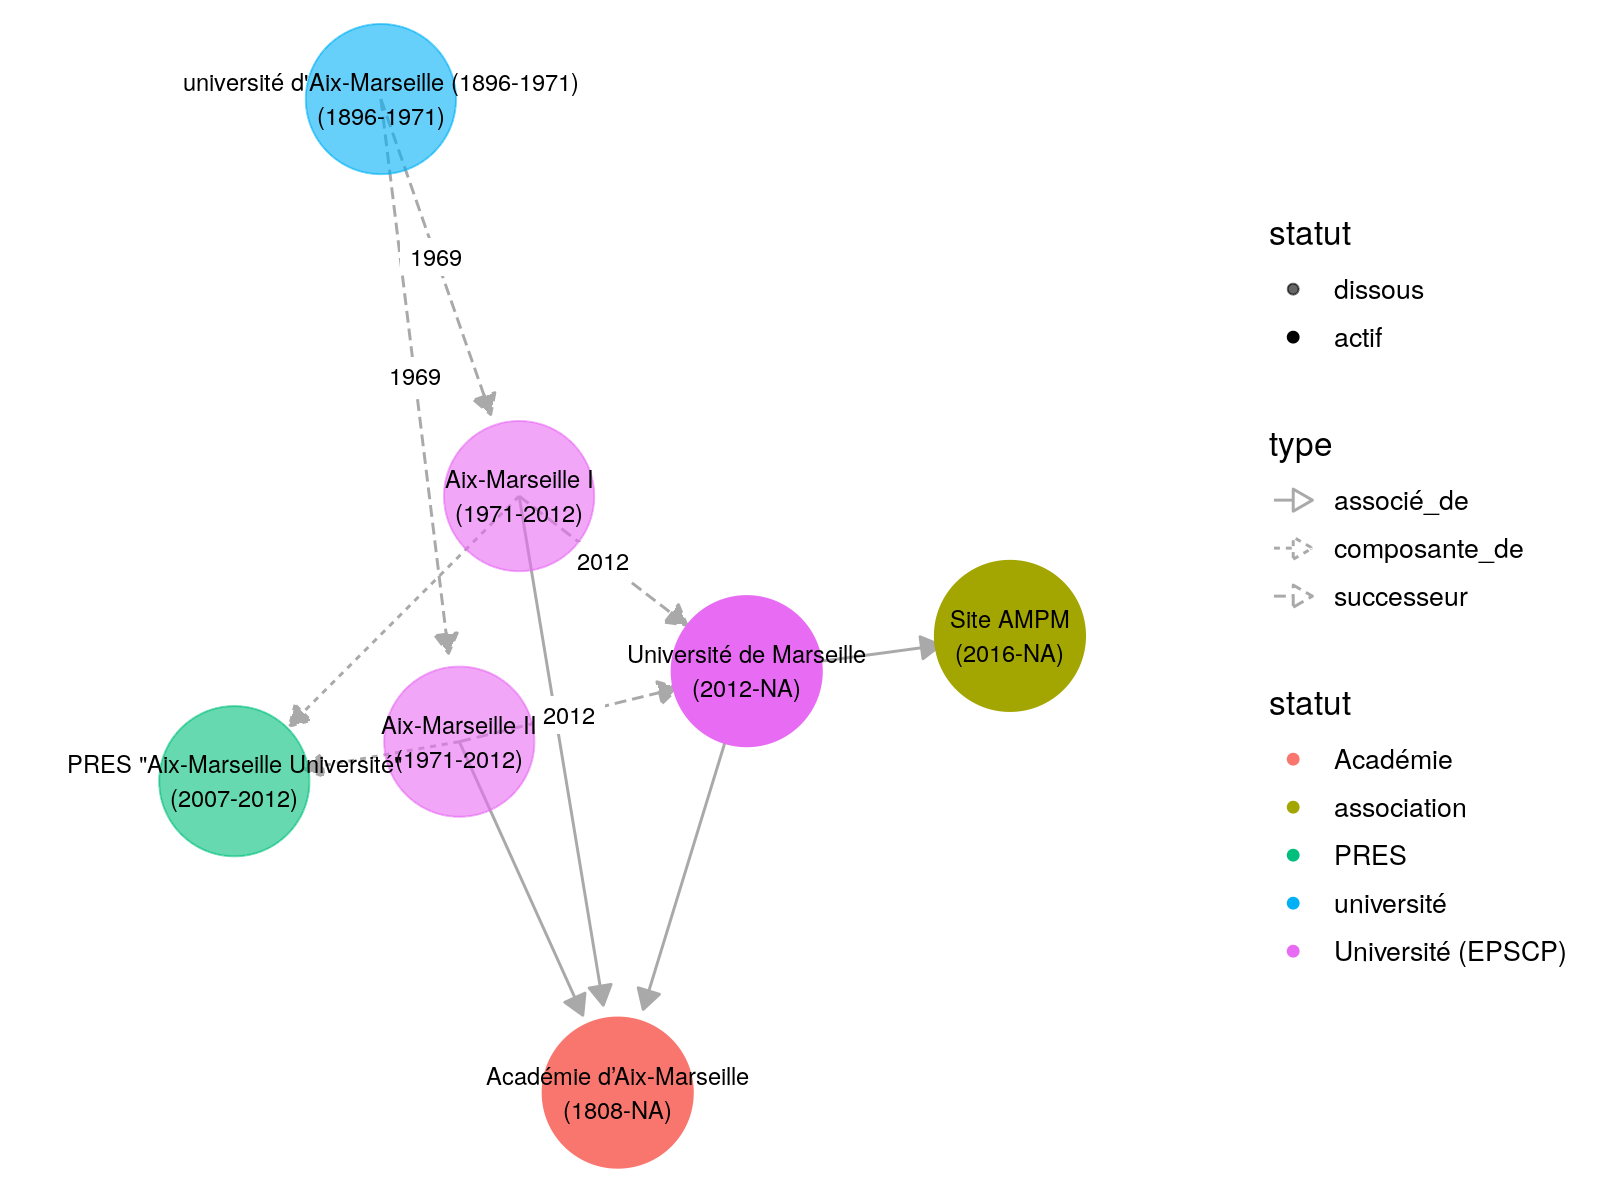 université d'Aix-Marseille (1896-1971)
(1896-1971)
1969
1969
Aix-Marseille I
(1971-2012)
2012
Université de Marseille
(2012-NA)
Site AMPM
(2016-NA)
Aix-Marseille II
(1971-2012)
2012
PRES "Aix-Marseille Université"
(2007-2012)
Académie d’Aix-Marseille
(1808-NA)
statut
dissous
actif
type
associé_de
composante_de
successeur
statut
Académie
association
PRES
université
Université (EPSCP)